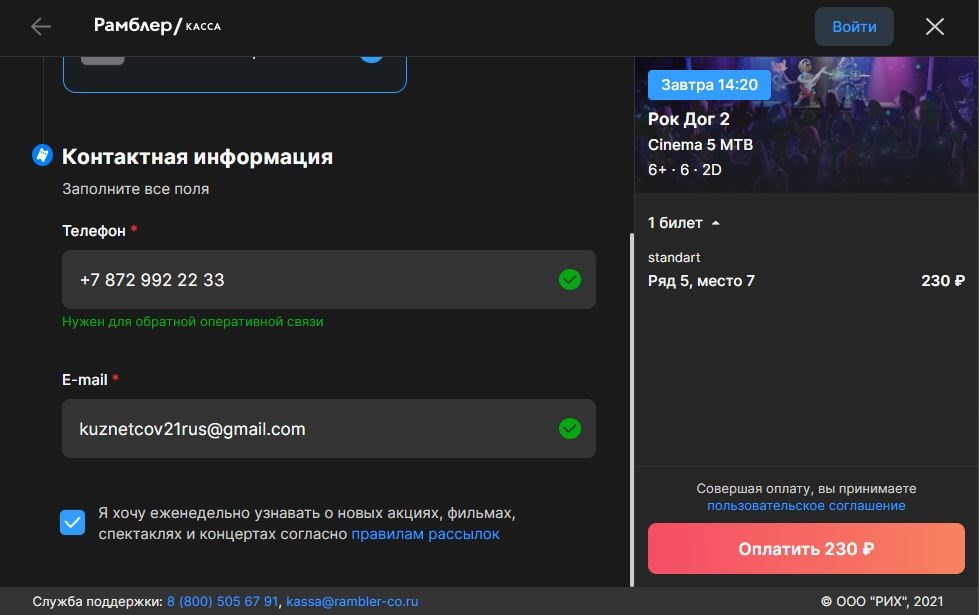 Рамблер/КАССА
Войти
Контактная информация
Заполните все поля
Телефон *
+7 872 992 22 33
Нужен для обратной оперативной связи
E-mail *
kuznetcov21rus@gmail.com
Я хочу еженедельно узнавать о новых акциях, фильмах,
спектаклях и концертах согласно правилам рассылок
Завтра 14:20
Рок Дог 2
Cinema 5 МТВ
6+ · 6 · 2D
1 билет
standart
Ряд 5, место 7 230 ₽
Совершая оплату, вы принимаете
пользовательское соглашение
Оплатить 230 ₽
Служба поддержки: 8 (800) 505 67 91, kassa@rambler-co.ru
© ООО "РИХ", 2021